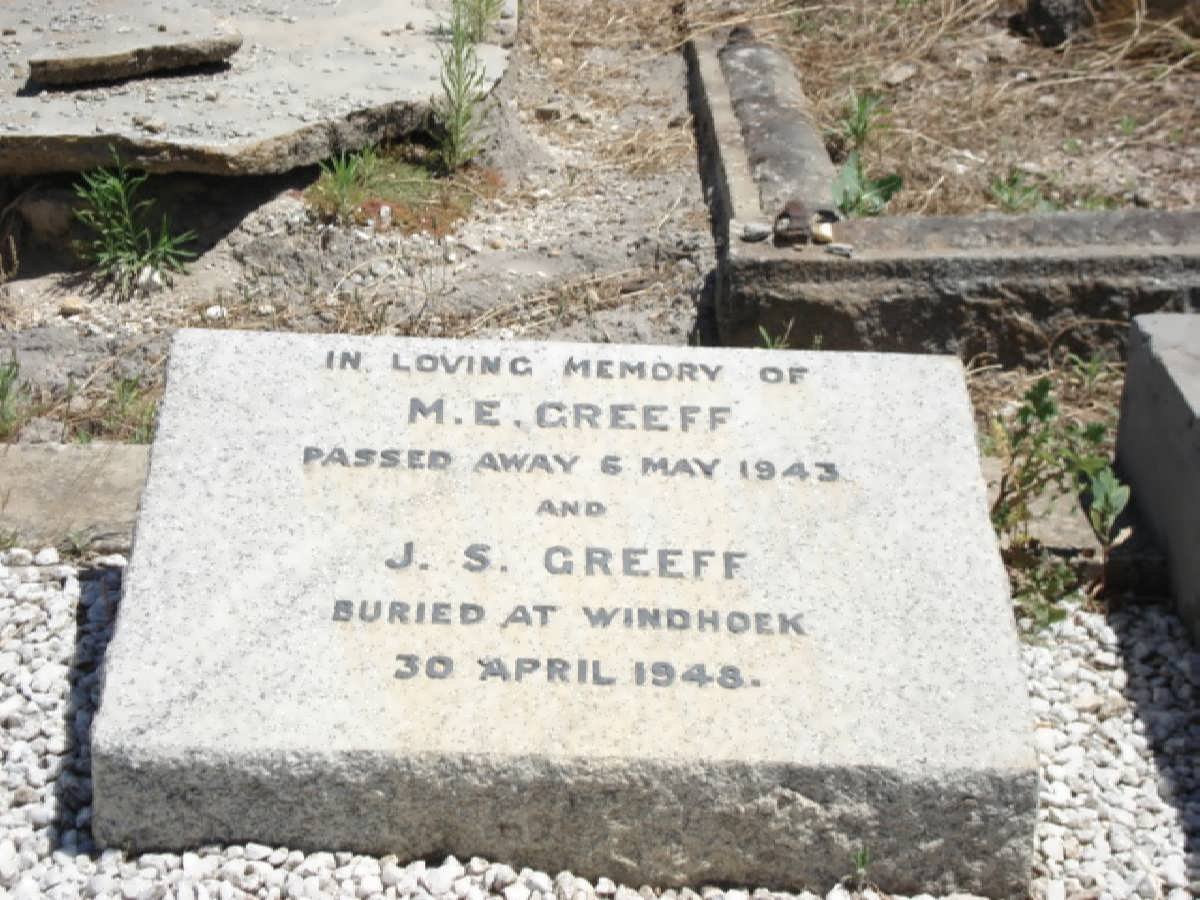 IN LOVING MEMORY OF
M.E. GREEFF
PASSED AWAY 6 MAY 1943
AND
J. S. GREEFF
BURIED AT WINDHOEK
30 APRIL 1948.